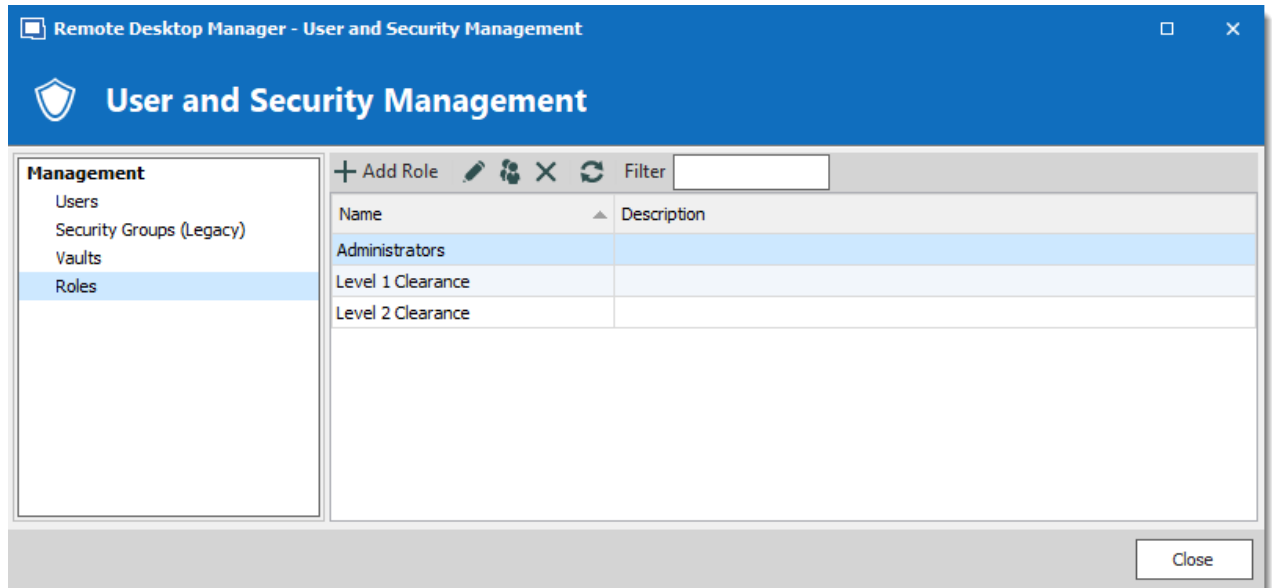 Remote Desktop Manager - User and Security Management
User and Security Management
Management
Users
Security Groups (Legacy)
Vaults
Roles
Add Role Filter
Name Description
Administrators
Level 1 Clearance
Level 2 Clearance
Close